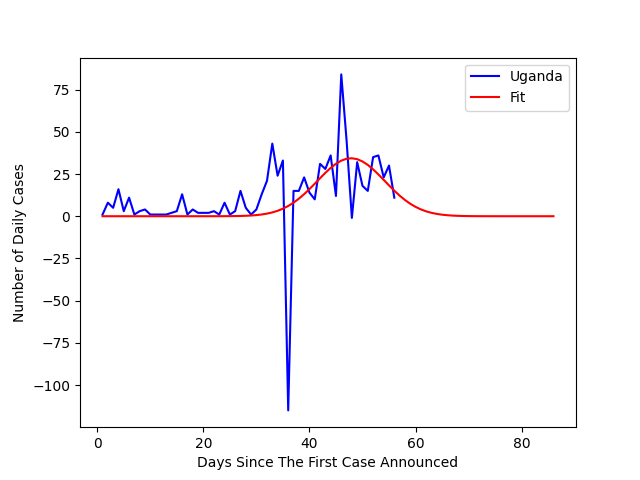 Uganda
Fit
75
50
25
0
−25
−50
−75
−100
Number of Daily Cases
0 20 40 60 80
Days Since The First Case Announced